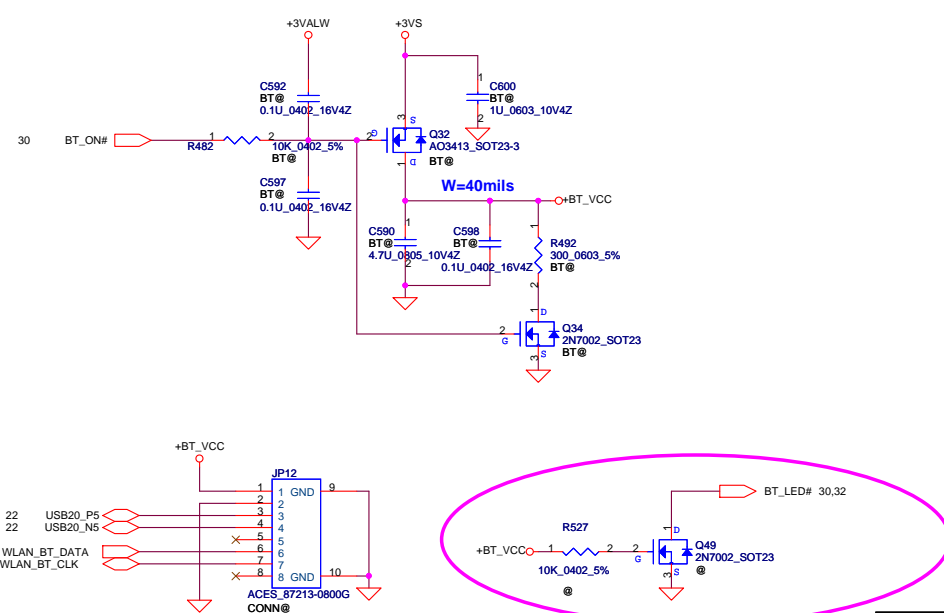 +3VALW
+3VS
C592
BT@
0.1U_0402_16V4Z
1
C600
BT@
1U_0603_10V4Z
2
30 BT_ON#
1
R482
2
10K_0402_5%
BT@
2
G
3
S
Q32
AO3413_SOT23-3
BT@
1
D
C597
BT@
0.1U_0402_16V4Z
W=40mils
+BT_VCC
1
C590
BT@
4.7U_0805_10V4Z
2
C598
BT@
0.1U_0402_16V4Z
1
R492
300_0603_5%
BT@
2
1
D
2
G
Q34
2N7002_SOT23
BT@
3
S
+BT_VCC
JP12
1 1 GND 9
2 2
22 USB20_P5 3 3
22 USB20_N5 4 4
5 5
WLAN_BT_DATA 6 6
WLAN_BT_CLK 7 7
8 8 GND 10
ACES_87213-0800G
CONN@
BT_LED# 30,32
R527
+BT_VCC 1 2
10K_0402_5%
@
1
D
2
G
Q49
2N7002_SOT23
@
3
S